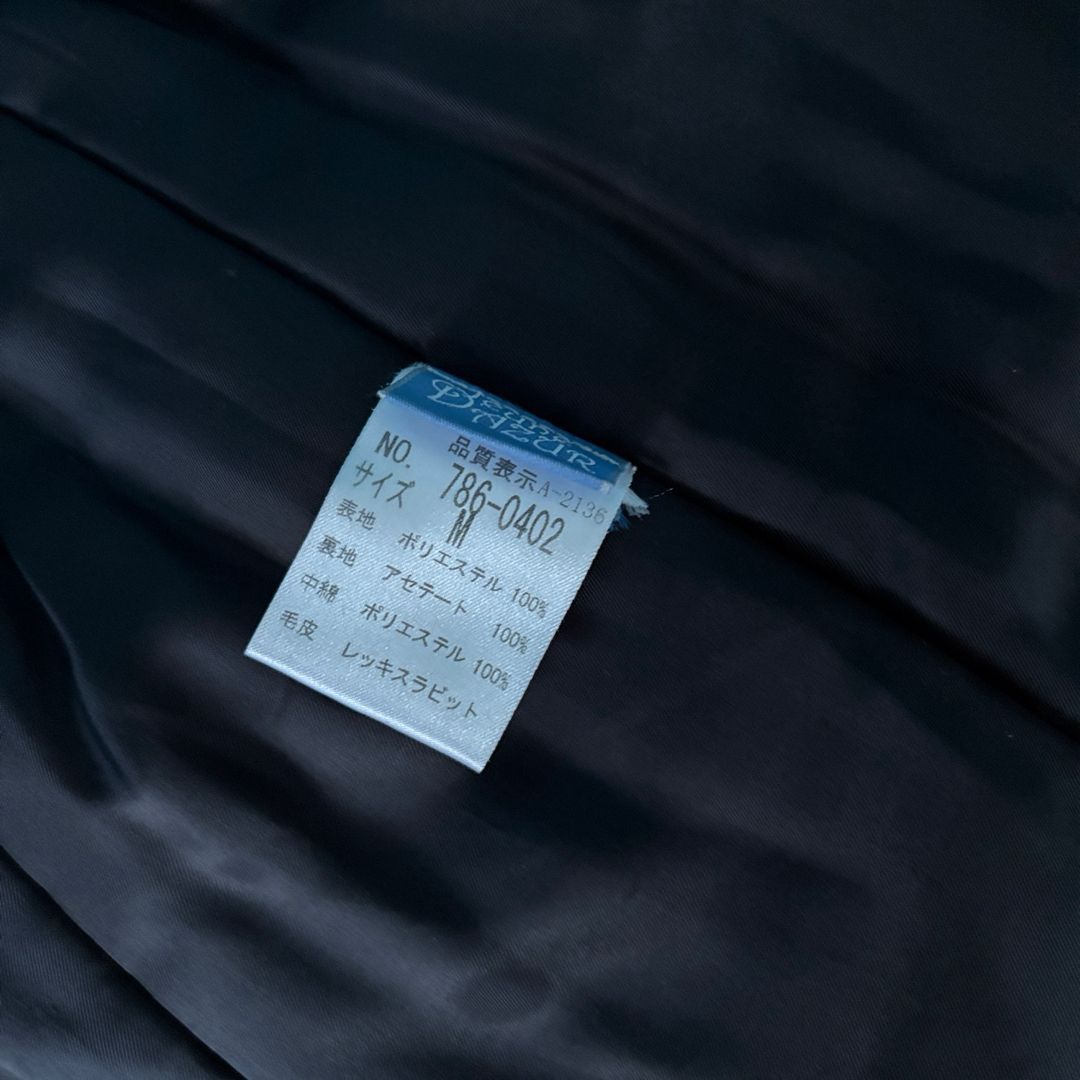 AZUR
品質表示 A-2136
NO. 786-0402
サイズ M
表地 ポリエステル 100%
裏地 アセテート 100%
中綿 ポリエステル 100%
毛皮 レッキスラビット